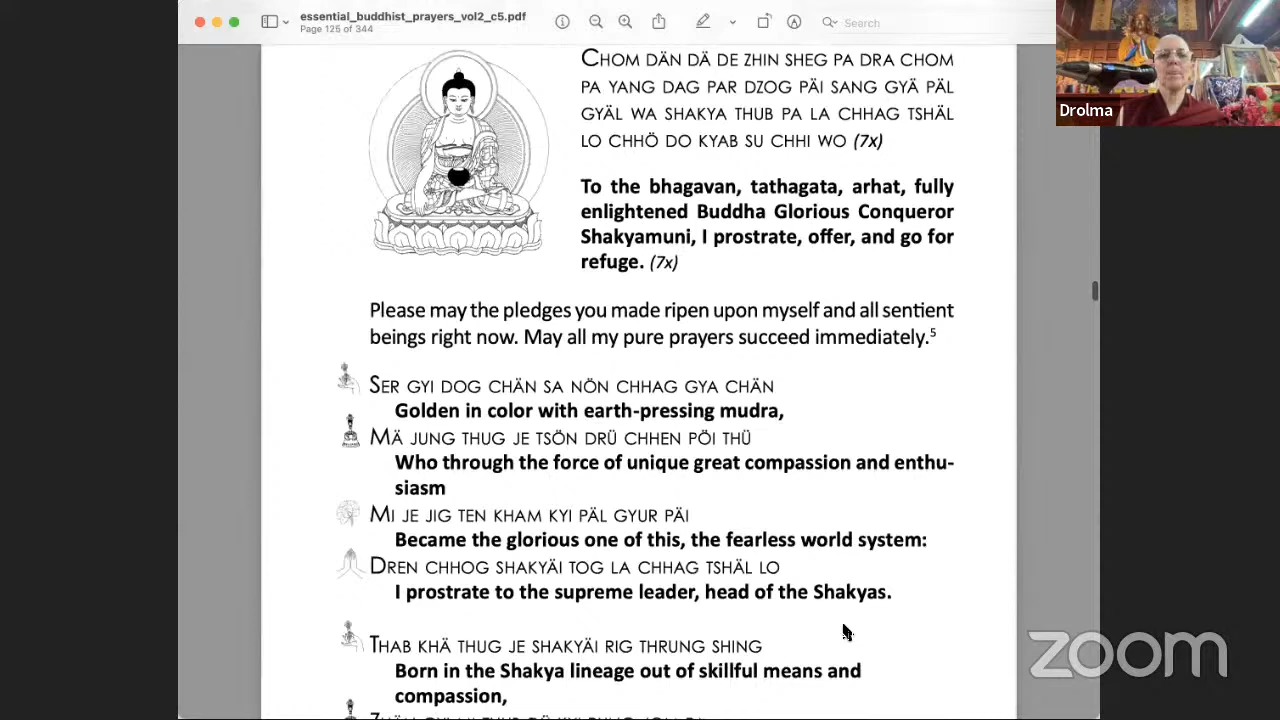 essential_buddhist_prayers_vol2_c5.pdf
Page 125 of 344
Search
Drolma
CHOM DÄN DÄ DE ZHIN SHEG PA DRA CHOM
PA YANG DAG PAR DZOG PÄI SANG GYÄ PÄL
GYÄL WA SHAKYA THUB PA LA CHHAG TSHÄL
LO CHHÖ DO KYAB SU CHHI WO (7x)
To the bhagavan, tathagata, arhat, fully
enlightened Buddha Glorious Conqueror
Shakyamuni, I prostrate, offer, and go for
refuge. (7x)
Please may the pledges you made ripen upon myself and all sentient
beings right now. May all my pure prayers succeed immediately.5
SER GYI DOG CHÄN SA NÖN CHHAG GYA CHÄN
Golden in color with earth-pressing mudra,
MÄ JUNG THUG JE TSÖN DRÜ CHHEN PÖI THÜ
Who through the force of unique great compassion and enthu-
siasm
MI JE JIG TEN KHAM KYI PÄL GYUR PÄI
Became the glorious one of this, the fearless world system:
DREN CHHOG SHAKYÄI TOG LA CHHAG TSHÄL LO
I prostrate to the supreme leader, head of the Shakyas.
THAB KHÄ THUG JE SHAKYÄI RIG THRUNG SHING
Born in the Shakya lineage out of skillful means and
compassion,
zoom